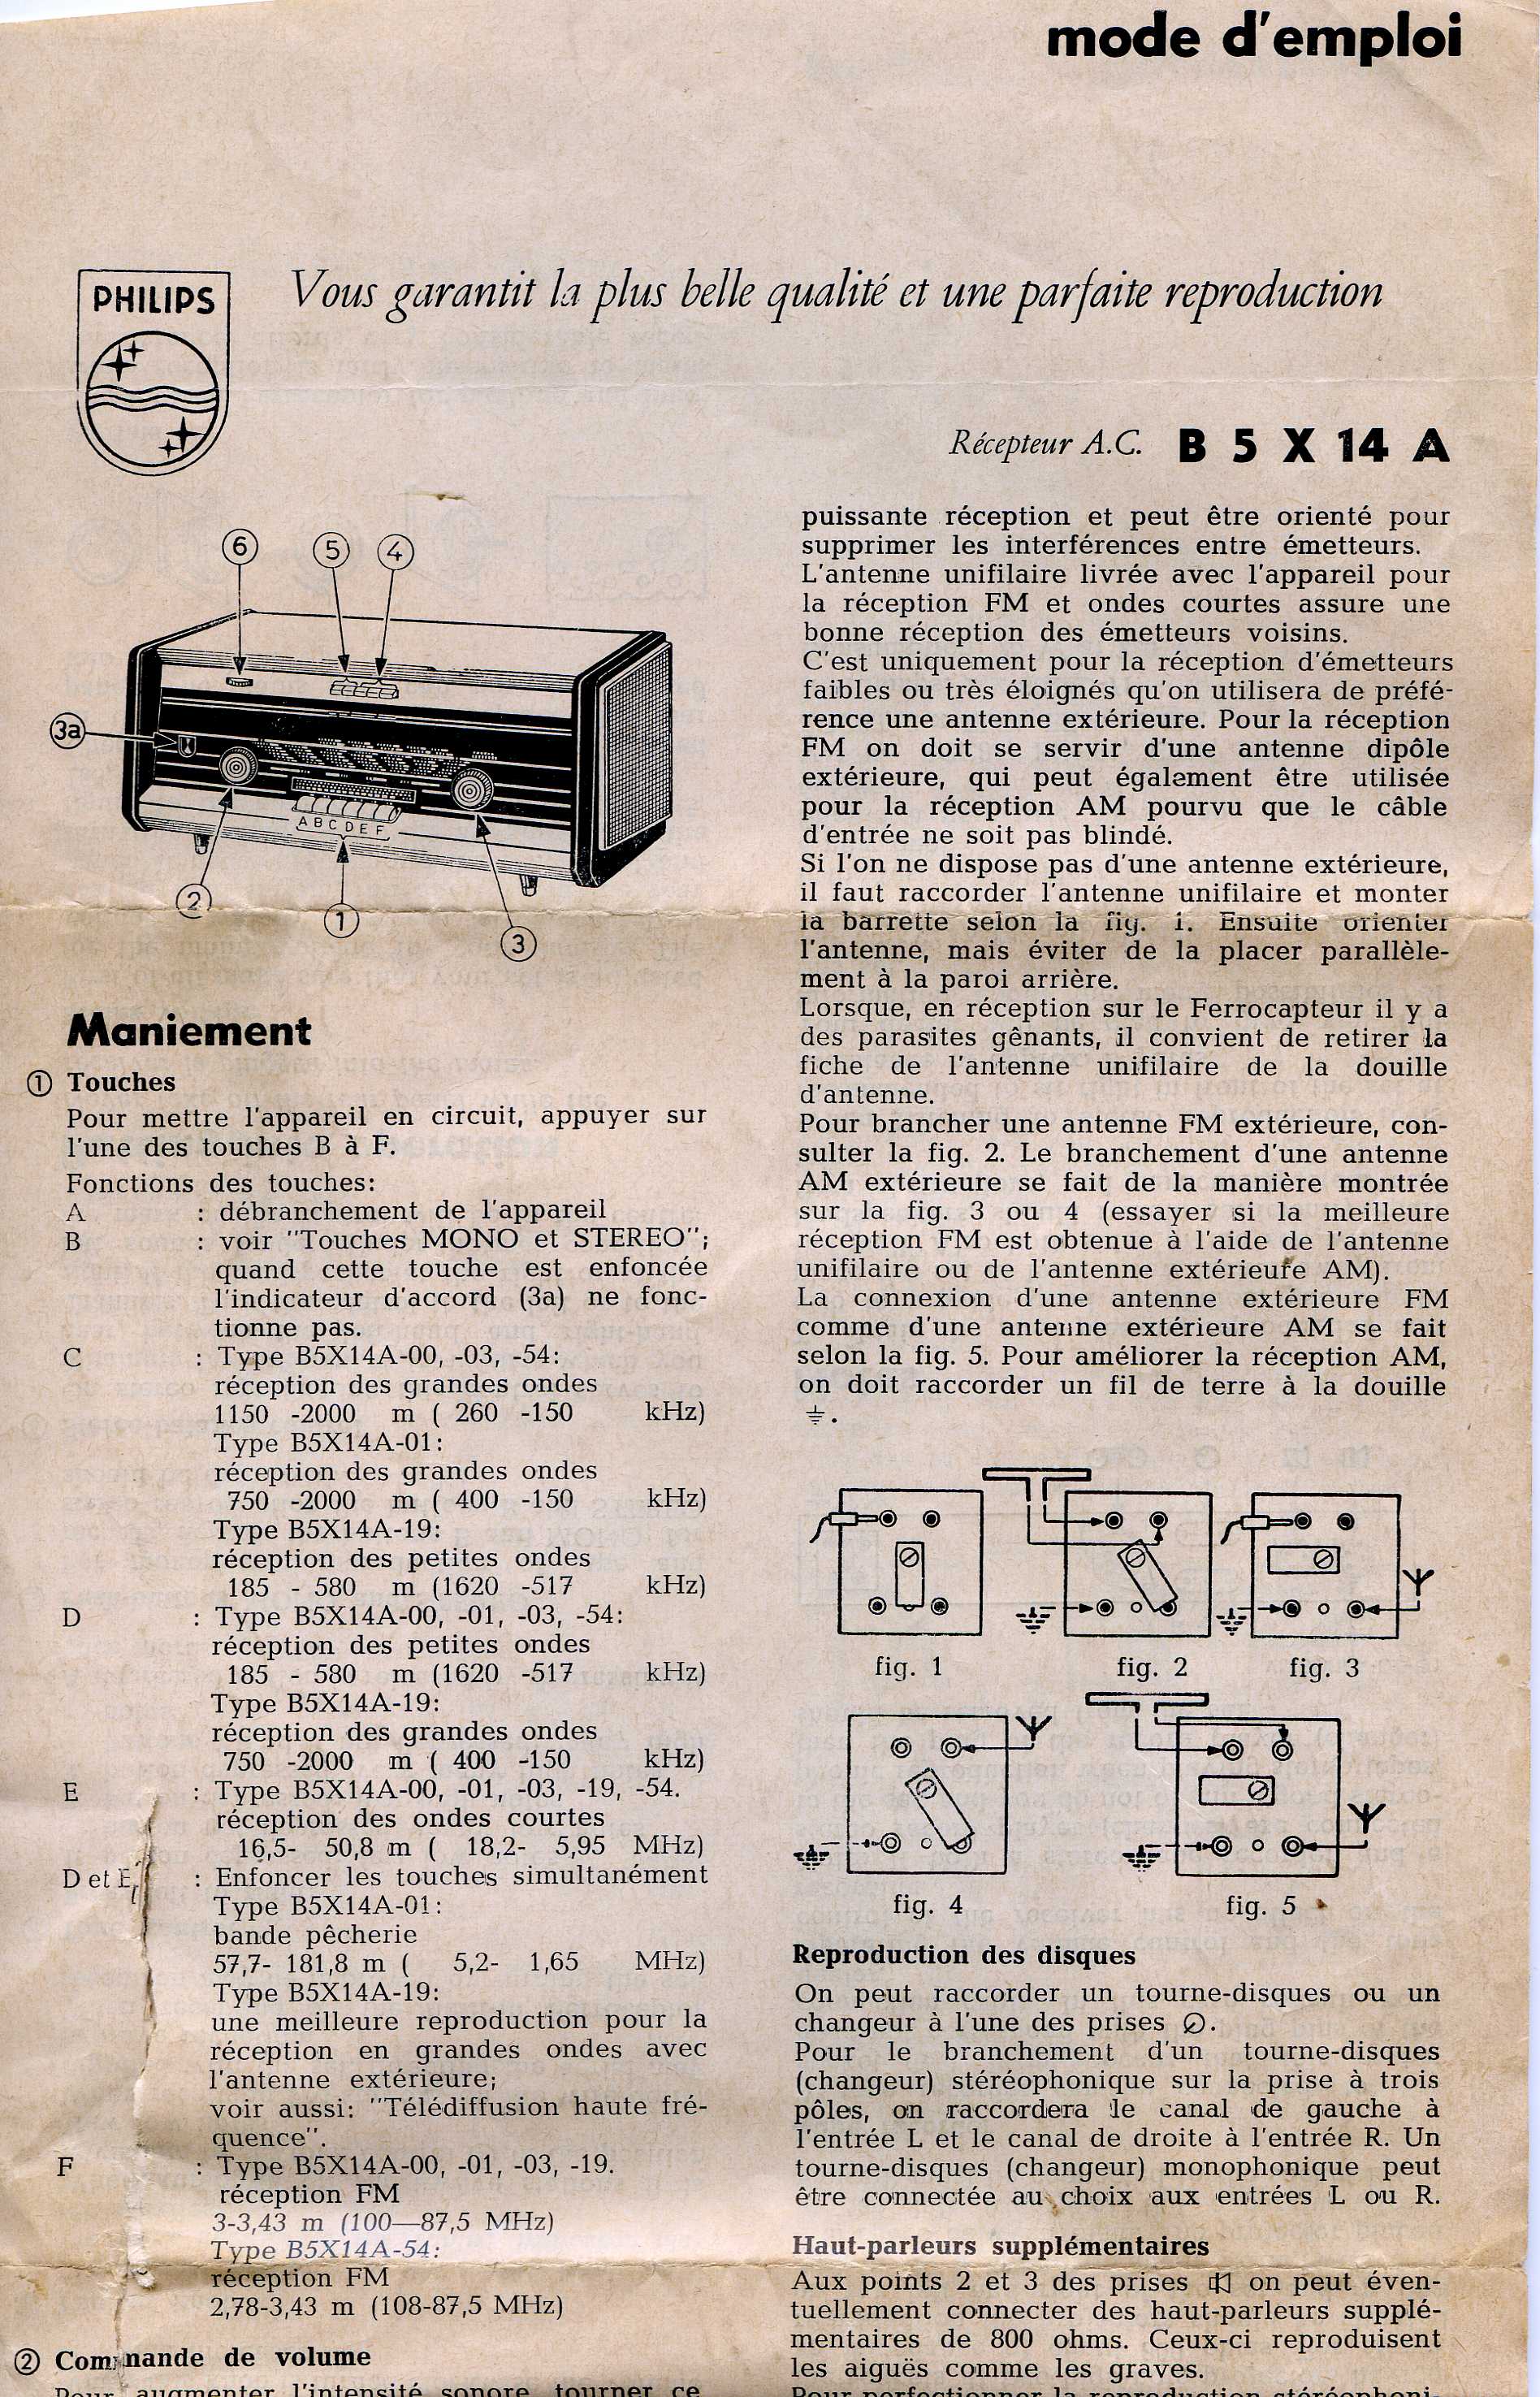 mode d'emploi
PHILIPS
Vous garantit la plus belle qualité et une parfaite reproduction
Récepteur A.C. B 5 X 14 A
6 5 4
3a
A B C D E F
2
1
3
Maniement
① Touches
Pour mettre l'appareil en circuit, appuyer sur
l'une des touches B à F.
Fonctions des touches:
A : débranchement de l'appareil
B : voir "Touches MONO et STEREO";
quand cette touche est enfoncée
l'indicateur d'accord (3a) ne fonc-
tionne pas.
C : Type B5X14A-00, -03, -54:
réception des grandes ondes
1150 -2000 m ( 260 -150 kHz)
Type B5X14A-01:
réception des grandes ondes
750 -2000 m ( 400 -150 kHz)
Type B5X14A-19:
réception des petites ondes
185 - 580 m (1620 -517 kHz)
D : Type B5X14A-00, -01, -03, -54:
réception des petites ondes
185 - 580 m (1620 -517 kHz)
Type B5X14A-19:
réception des grandes ondes
750 -2000 m ( 400 -150 kHz)
E : Type B5X14A-00, -01, -03, -19, -54.
réception des ondes courtes
16,5- 50,8 m ( 18,2- 5,95 MHz)
D et E : Enfoncer les touches simultanément
Type B5X14A-01:
bande pêcherie
57,7- 181,8 m ( 5,2- 1,65 MHz)
Type B5X14A-19:
une meilleure reproduction pour la
réception en grandes ondes avec
l'antenne extérieure;
voir aussi: "Télédiffusion haute fré-
quence".
F : Type B5X14A-00, -01, -03, -19.
réception FM
3-3,43 m (100—87,5 MHz)
Type B5X14A-54:
réception FM
2,78-3,43 m (108-87,5 MHz)
② Commande de volume
Pour augmenter l'intensité sonore, tourner ce
puissante réception et peut être orienté pour
supprimer les interférences entre émetteurs.
L'antenne unifilaire livrée avec l'appareil pour
la réception FM et ondes courtes assure une
bonne réception des émetteurs voisins.
C'est uniquement pour la réception d'émetteurs
faibles ou très éloignés qu'on utilisera de préfé-
rence une antenne extérieure. Pour la réception
FM on doit se servir d'une antenne dipôle
extérieure, qui peut également être utilisée
pour la réception AM pourvu que le câble
d'entrée ne soit pas blindé.
Si l'on ne dispose pas d'une antenne extérieure,
il faut raccorder l'antenne unifilaire et monter
la barrette selon la fig. 1. Ensuite orienter
l'antenne, mais éviter de la placer parallèle-
ment à la paroi arrière.
Lorsque, en réception sur le Ferrocapteur il y a
des parasites gênants, il convient de retirer la
fiche de l'antenne unifilaire de la douille
d'antenne.
Pour brancher une antenne FM extérieure, con-
sulter la fig. 2. Le branchement d'une antenne
AM extérieure se fait de la manière montrée
sur la fig. 3 ou 4 (essayer si la meilleure
réception FM est obtenue à l'aide de l'antenne
unifilaire ou de l'antenne extérieure AM).
La connexion d'une antenne extérieure FM
comme d'une antenne extérieure AM se fait
selon la fig. 5. Pour améliorer la réception AM,
on doit raccorder un fil de terre à la douille
⏚.
fig. 1 fig. 2 fig. 3
fig. 4 fig. 5
Reproduction des disques
On peut raccorder un tourne-disques ou un
changeur à l'une des prises.
Pour le branchement d'un tourne-disques
(changeur) stéréophonique sur la prise à trois
pôles, on raccordera le canal de gauche à
l'entrée L et le canal de droite à l'entrée R. Un
tourne-disques (changeur) monophonique peut
être connectée au choix aux entrées L ou R.
Haut-parleurs supplémentaires
Aux points 2 et 3 des prises on peut éven-
tuellement connecter des haut-parleurs supplé-
mentaires de 800 ohms. Ceux-ci reproduisent
les aiguës comme les graves.
Pour perfectionner la reproduction stéréophoni-